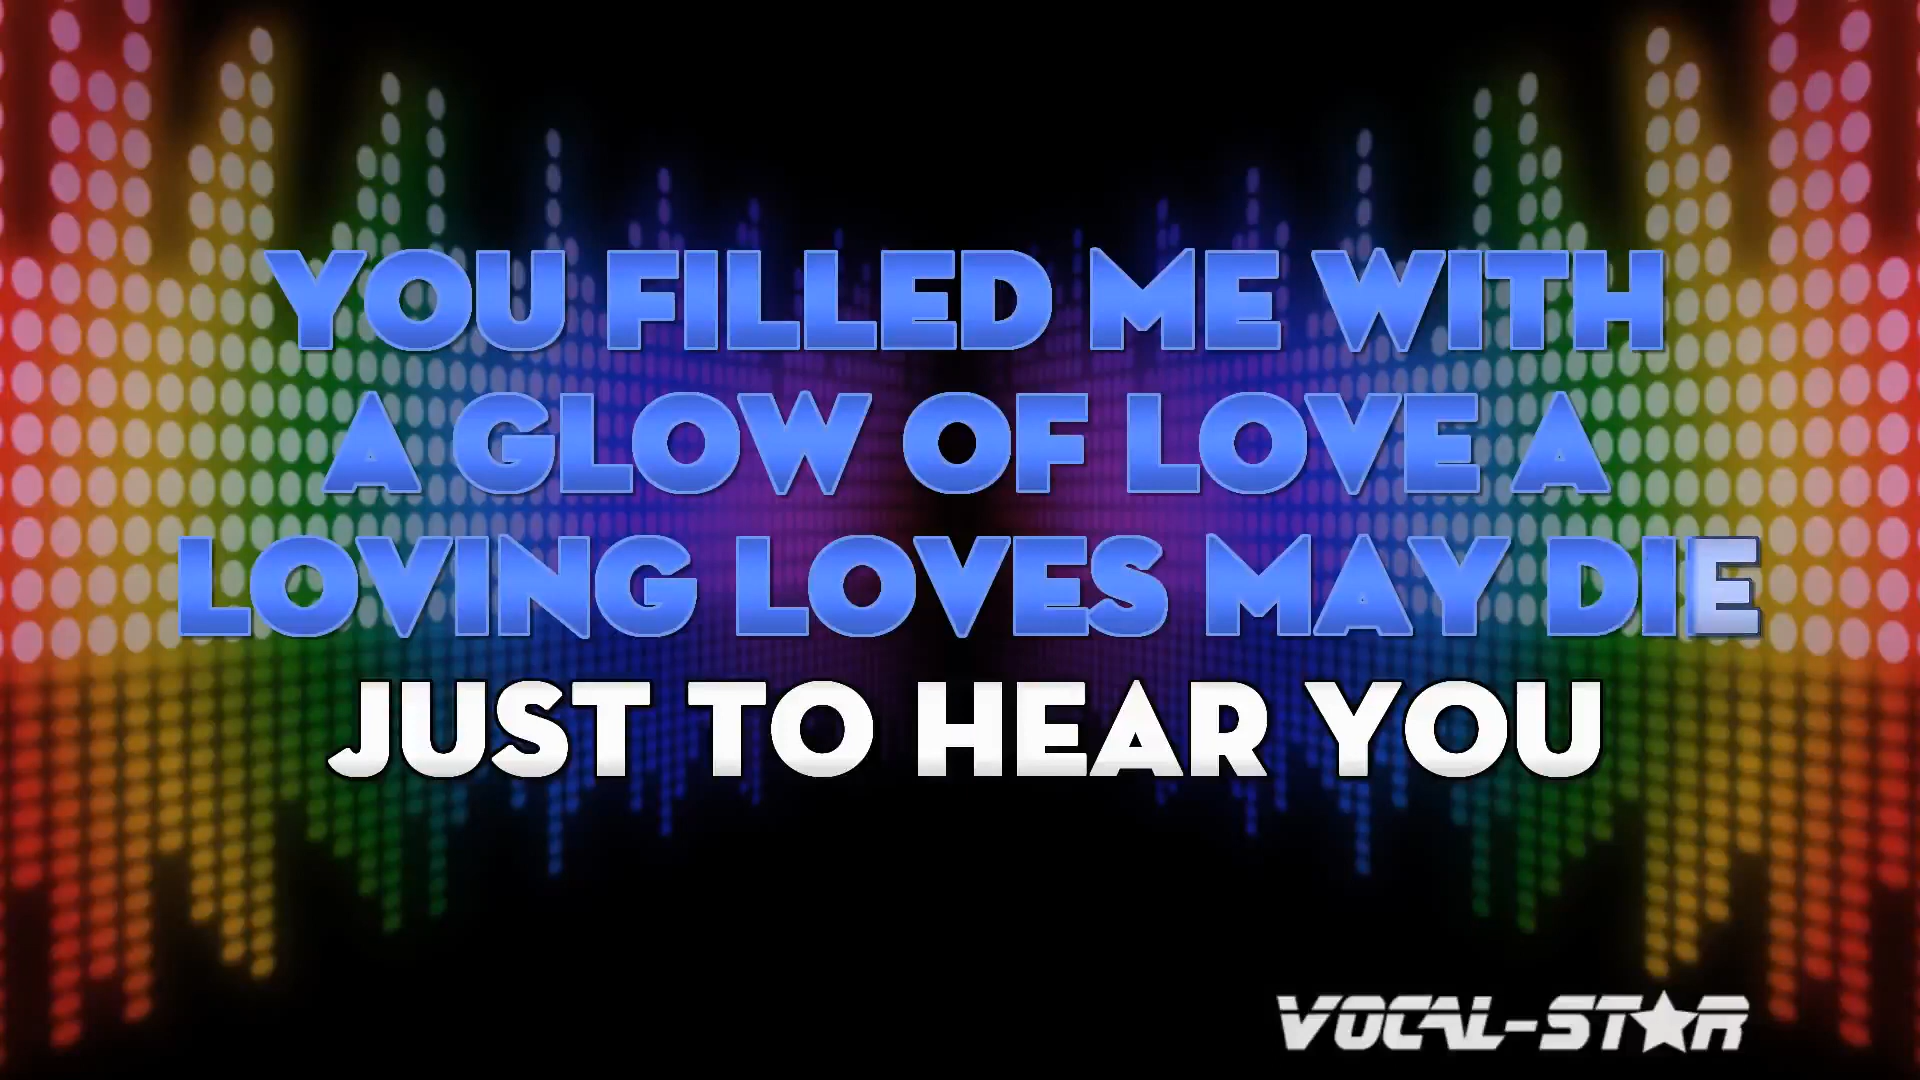 YOU FILLED ME WITH
A GLOW OF LOVE A
LOVING LOVES MAY DIE
JUST TO HEAR YOU
VOCAL-STAR